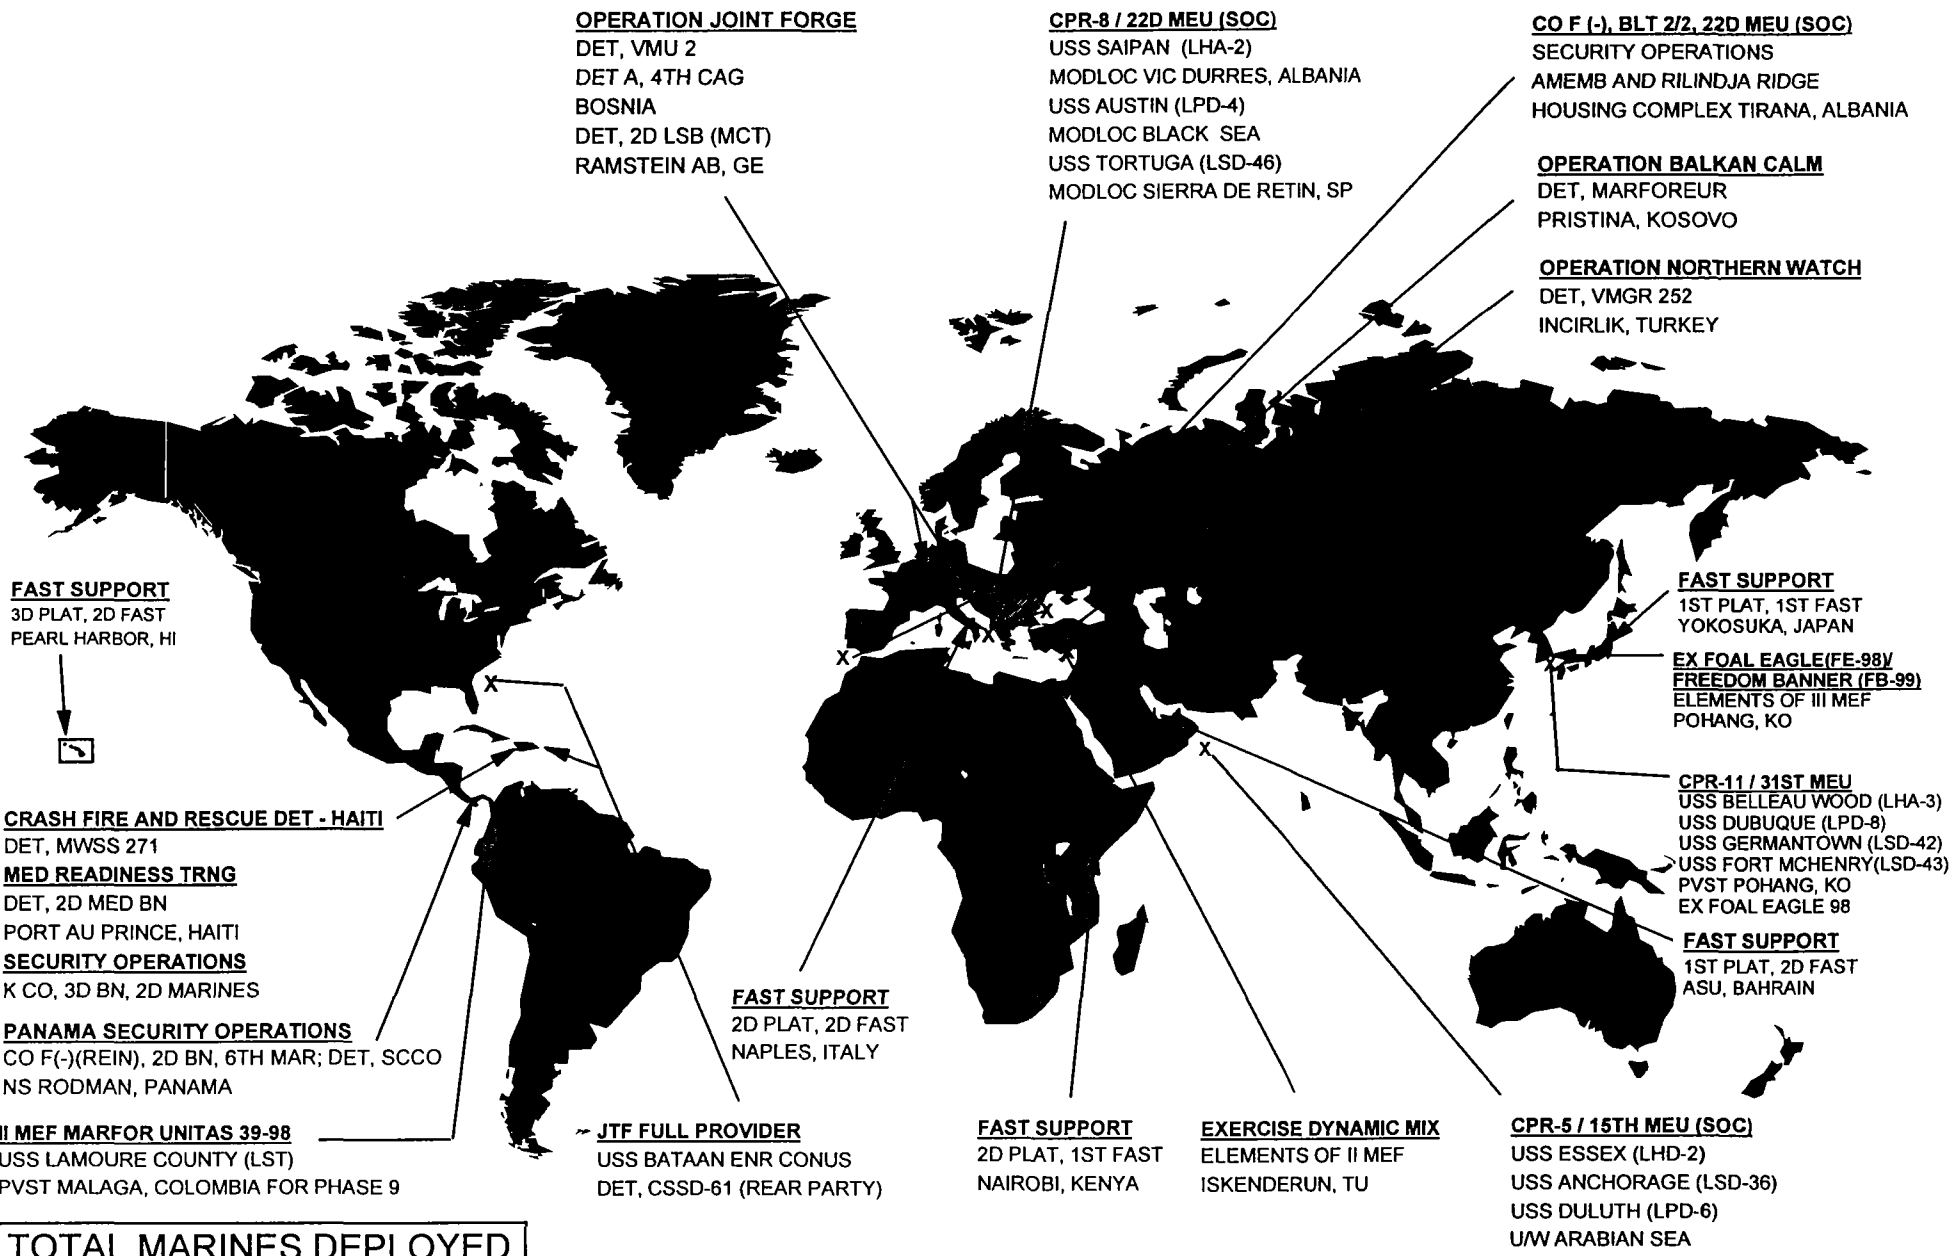 OPERATION JOINT FORGE
DET, VMU 2
DET A, 4TH CAG
BOSNIA
DET, 2D LSB (MCT)
RAMSTEIN AB, GE
CPR-8 / 22D MEU (SOC)
USS SAIPAN (LHA-2)
MODLOC VIC DURRES, ALBANIA
USS AUSTIN (LPD-4)
MODLOC BLACK SEA
USS TORTUGA (LSD-46)
MODLOC SIERRA DE RETIN, SP
CO F (-), BLT 2/2, 22D MEU (SOC)
SECURITY OPERATIONS
AMEMB AND RILINDJA RIDGE
HOUSING COMPLEX TIRANA, ALBANIA
OPERATION BALKAN CALM
DET, MARFOREUR
PRISTINA, KOSOVO
OPERATION NORTHERN WATCH
DET, VMGR 252
INCIRLIK, TURKEY
FAST SUPPORT
3D PLAT, 2D FAST
PEARL HARBOR, HI
FAST SUPPORT
1ST PLAT, 1ST FAST
YOKOSUKA, JAPAN
EX FOAL EAGLE(FE-98)/
FREEDOM BANNER (FB-99)
ELEMENTS OF III MEF
POHANG, KO
CPR-11 / 31ST MEU
USS BELLEAU WOOD (LHA-3)
USS DUBUQUE (LPD-8)
USS GERMANTOWN (LSD-42)
USS FORT MCHENRY(LSD-43)
PVST POHANG, KO
EX FOAL EAGLE 98
FAST SUPPORT
1ST PLAT, 2D FAST
ASU, BAHRAIN
CRASH FIRE AND RESCUE DET - HAITI
DET, MWSS 271
MED READINESS TRNG
DET, 2D MED BN
PORT AU PRINCE, HAITI
SECURITY OPERATIONS
K CO, 3D BN, 2D MARINES
PANAMA SECURITY OPERATIONS
CO F(-)(REIN), 2D BN, 6TH MAR; DET, SCCO
NS RODMAN, PANAMA
II MEF MARFOR UNITAS 39-98
USS LAMOURE COUNTY (LST)
PVST MALAGA, COLOMBIA FOR PHASE 9
JTF FULL PROVIDER
USS BATAAN ENR CONUS
DET, CSSD-61 (REAR PARTY)
FAST SUPPORT
2D PLAT, 2D FAST
NAPLES, ITALY
FAST SUPPORT
2D PLAT, 1ST FAST
NAIROBI, KENYA
EXERCISE DYNAMIC MIX
ELEMENTS OF II MEF
ISKENDERUN, TU
CPR-5 / 15TH MEU (SOC)
USS ESSEX (LHD-2)
USS ANCHORAGE (LSD-36)
USS DULUTH (LPD-6)
U/W ARABIAN SEA
TOTAL MARINES DEPLOYED